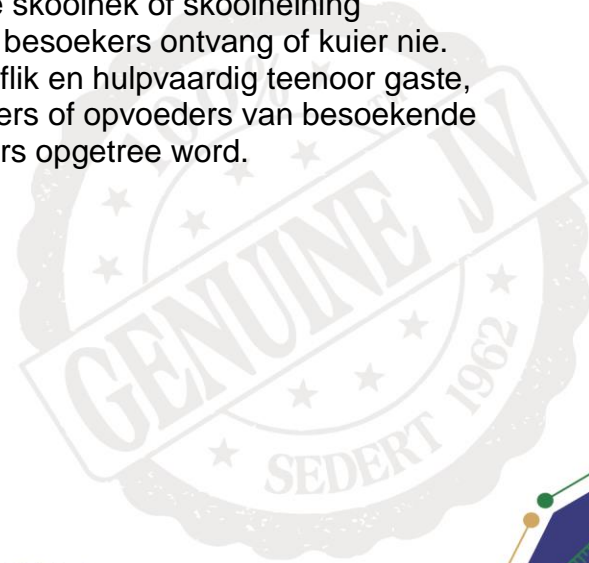 skoolhek of skoolheining
besoekers ontvang of kuier nie.
flik en hulpvaardig teenoor gaste,
ers of opvoeders van besoekende
rs opgetree word.
100%
GENUINE JV
SEDERT 1962